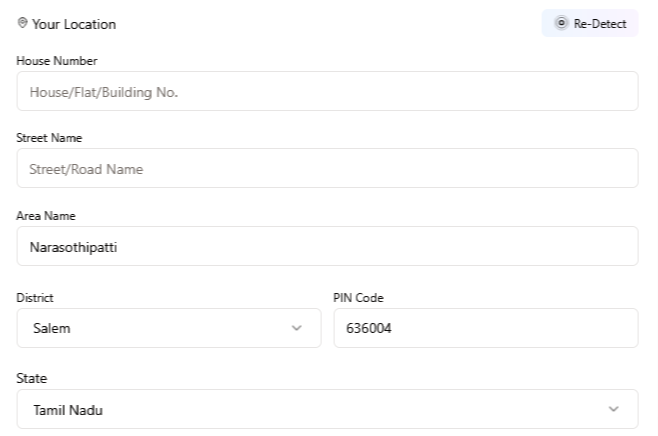 Your Location
Re-Detect
House Number
House/Flat/Building No.
Street Name
Street/Road Name
Area Name
Narasothipatti
District
PIN Code
Salem
636004
State
Tamil Nadu